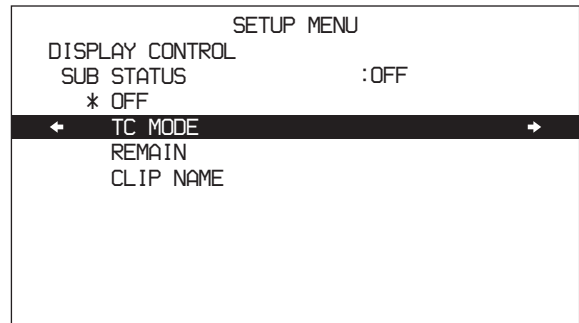 SETUP MENU
DISPLAY CONTROL
SUB STATUS :OFF
* OFF
← TC MODE →
REMAIN
CLIP NAME